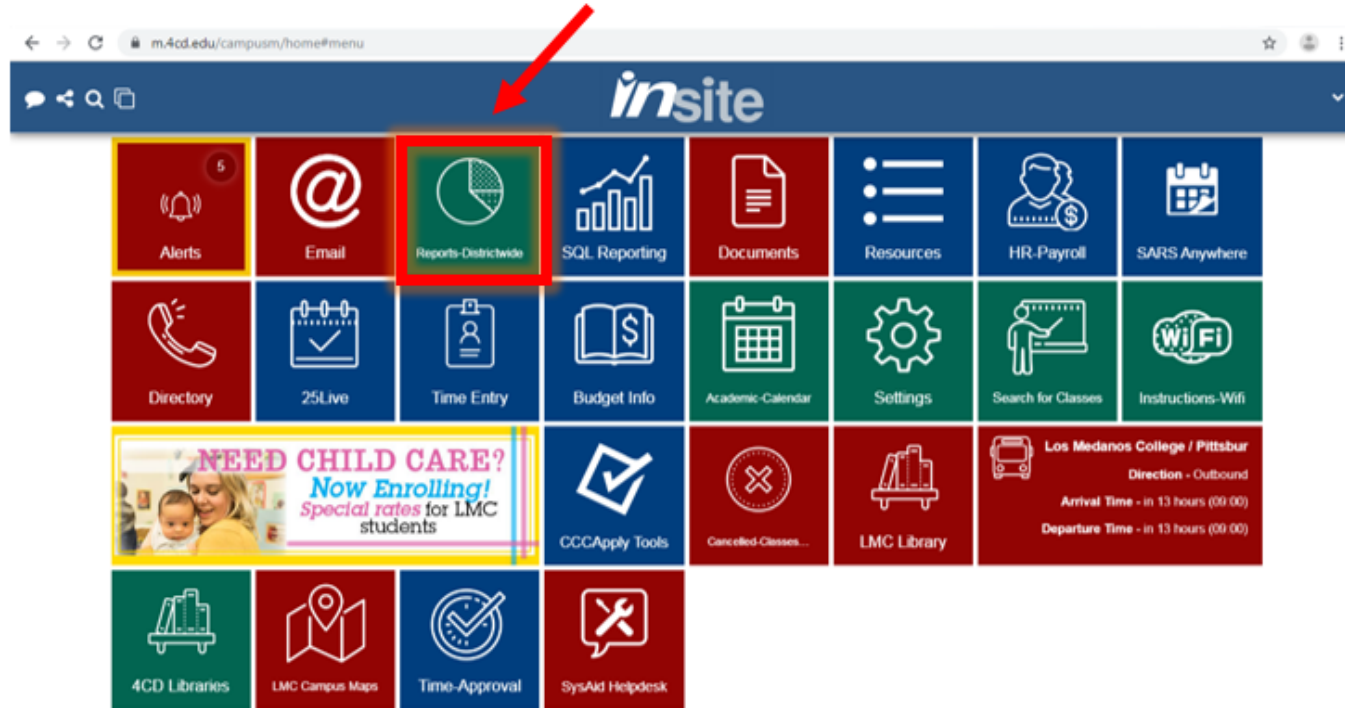 m.4cd.edu/campusm/home#menu
insite
5
Alerts
Email
Reports-Districtwide
SQL Reporting
Documents
Resources
HR-Payroll
SARS Anywhere
Directory
25Live
Time Entry
Budget Info
Academic-Calendar
Settings
Search for Classes
WiFi
Instructions-Wifi
NEED CHILD CARE?
Now Enrolling!
Special rates for LMC
students
CCCApply Tools
Cancelled-Classes...
LMC Library
Los Medanos College / Pittsbur
Direction - Outbound
Arrival Time - in 13 hours (09:00)
Departure Time - in 13 hours (09:00)
4CD Libraries
LMC Campus Maps
Time-Approval
SysAid Helpdesk